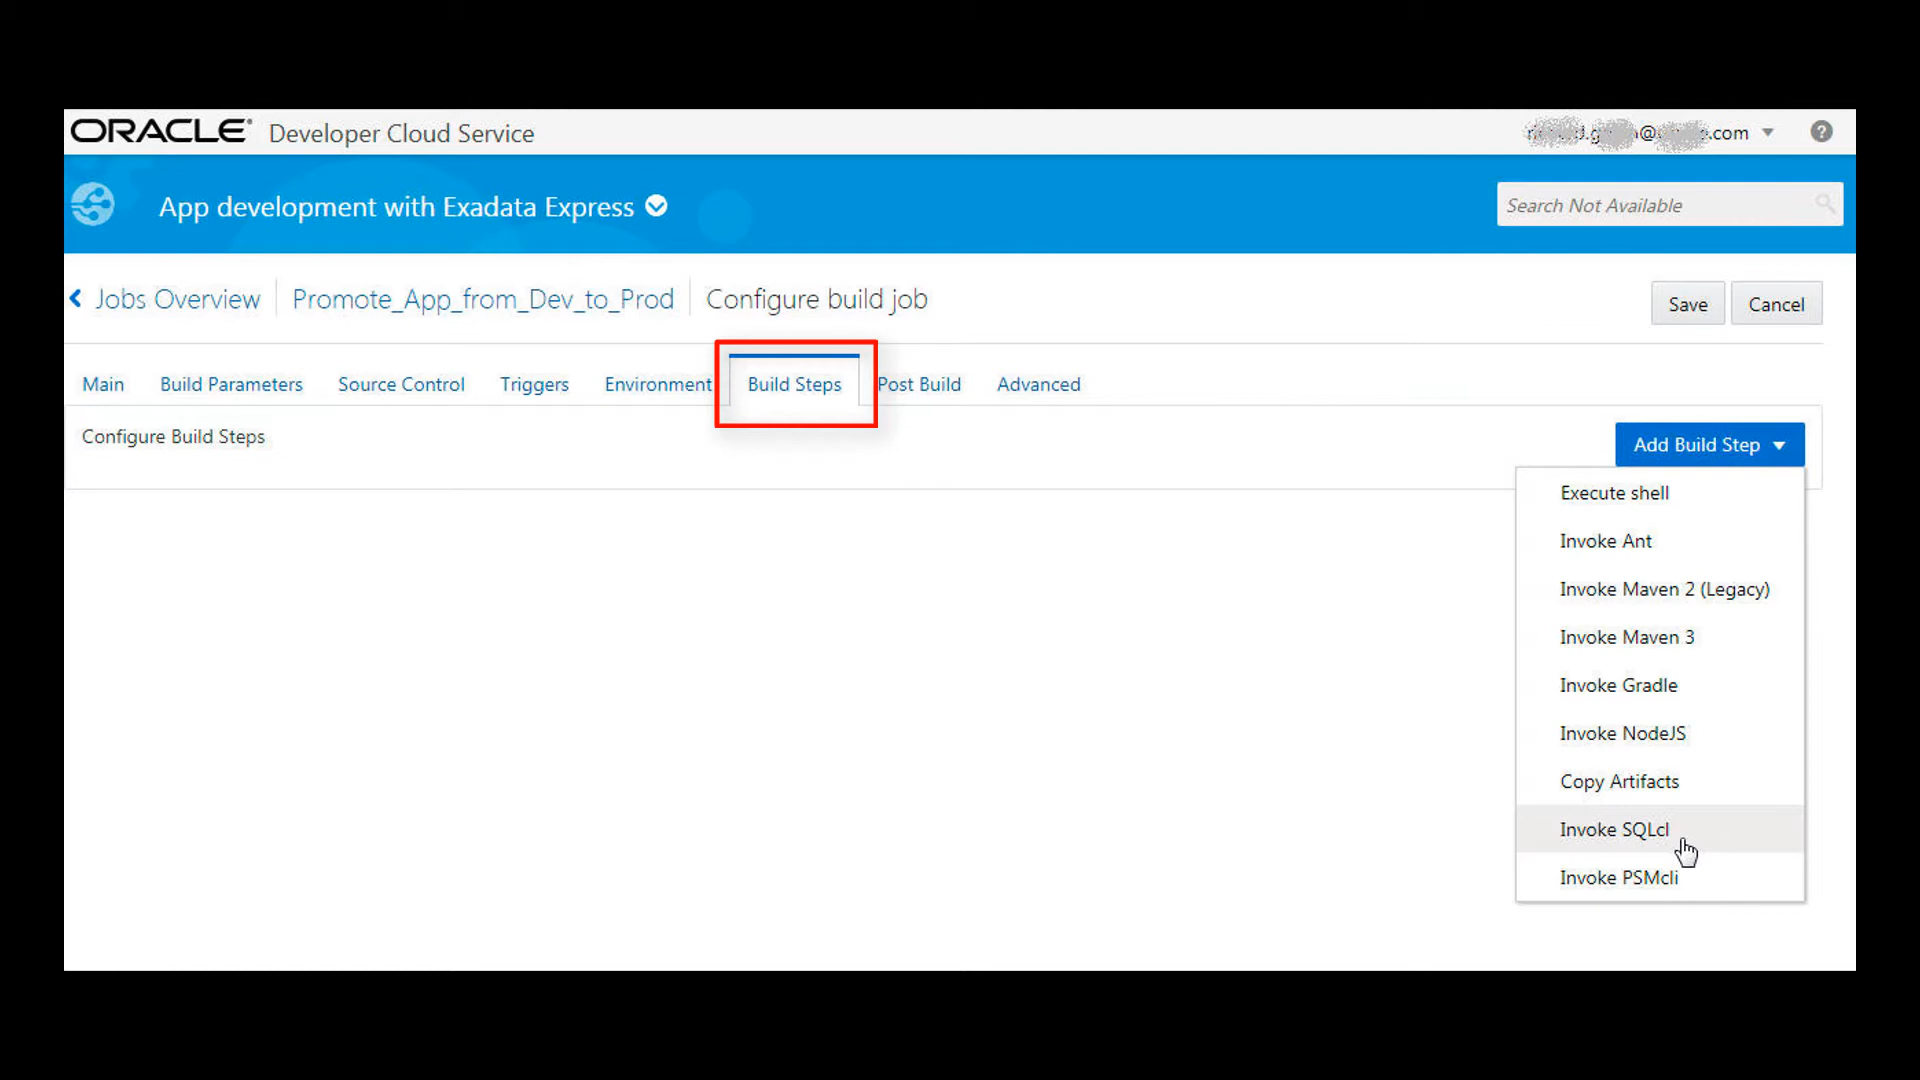 ORACLE® Developer Cloud Service
.com
App development with Exadata Express
Search Not Available
Jobs Overview Promote_App_from_Dev_to_Prod Configure build job
Save Cancel
Main Build Parameters Source Control Triggers Environment Build Steps Post Build Advanced
Configure Build Steps
Add Build Step
Execute shell
Invoke Ant
Invoke Maven 2 (Legacy)
Invoke Maven 3
Invoke Gradle
Invoke NodeJS
Copy Artifacts
Invoke SQLcl
Invoke PSMcli